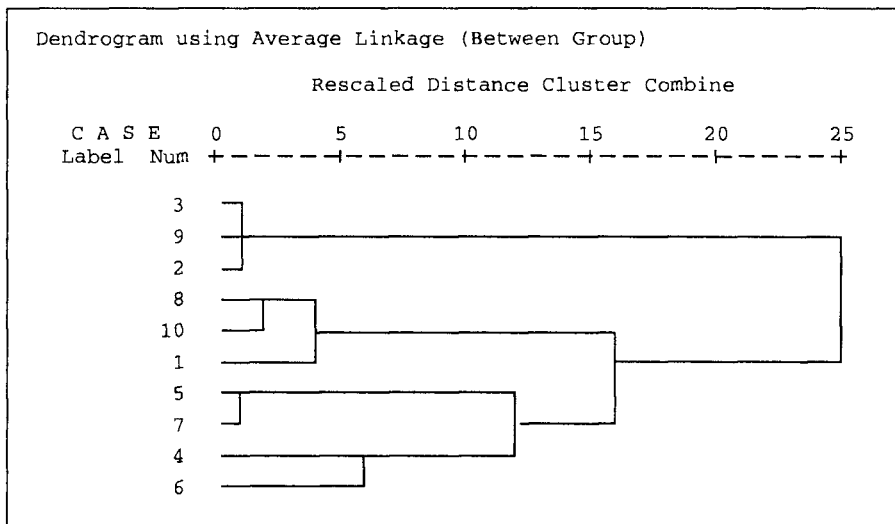 Dendrogram using Average Linkage (Between Group)
Rescaled Distance Cluster Combine
C A S E 0 5 10 15 20 25
Label Num
3
9
2
8
10
1
5
7
4
6